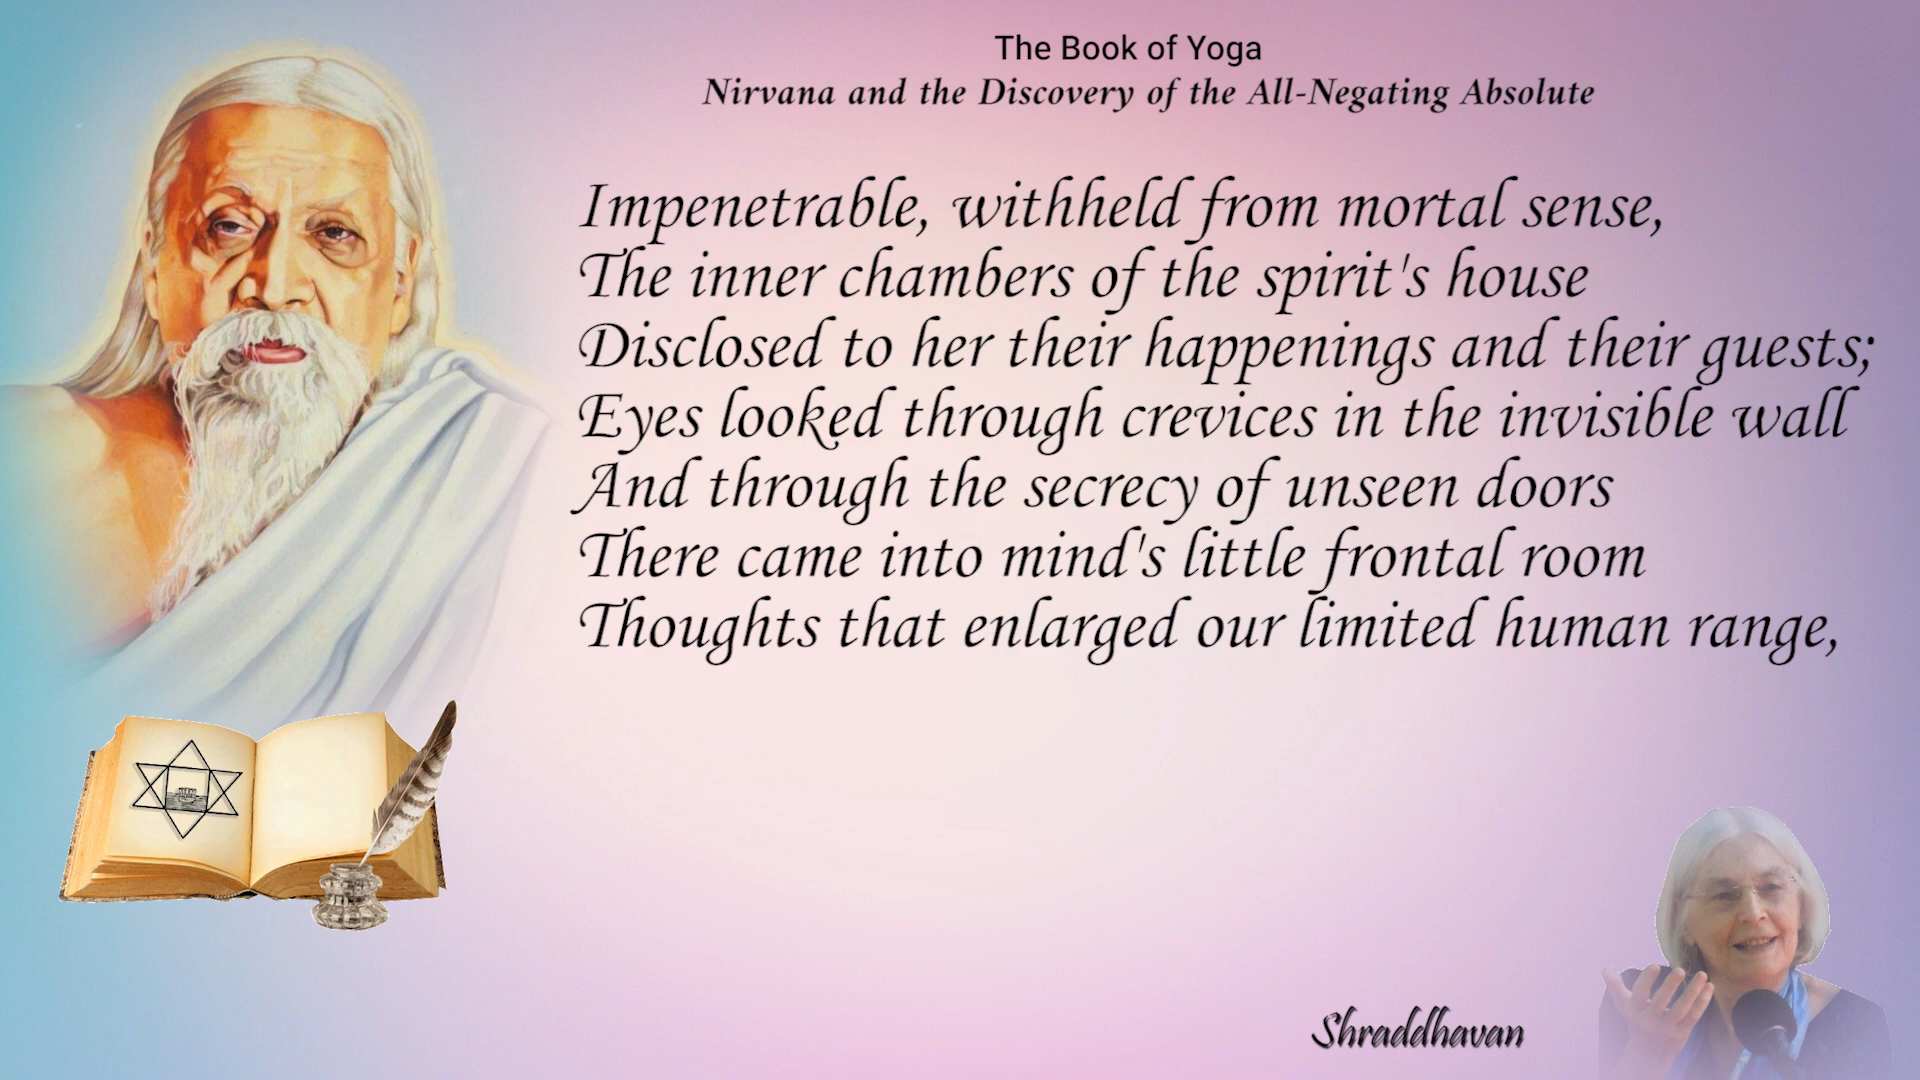 The Book of Yoga
Nirvana and the Discovery of the All-Negating Absolute
Impenetrable, withheld from mortal sense,
The inner chambers of the spirit's house
Disclosed to her their happenings and their guests;
Eyes looked through crevices in the invisible wall
And through the secrecy of unseen doors
There came into mind's little frontal room
Thoughts that enlarged our limited human range,
Shraddhavan